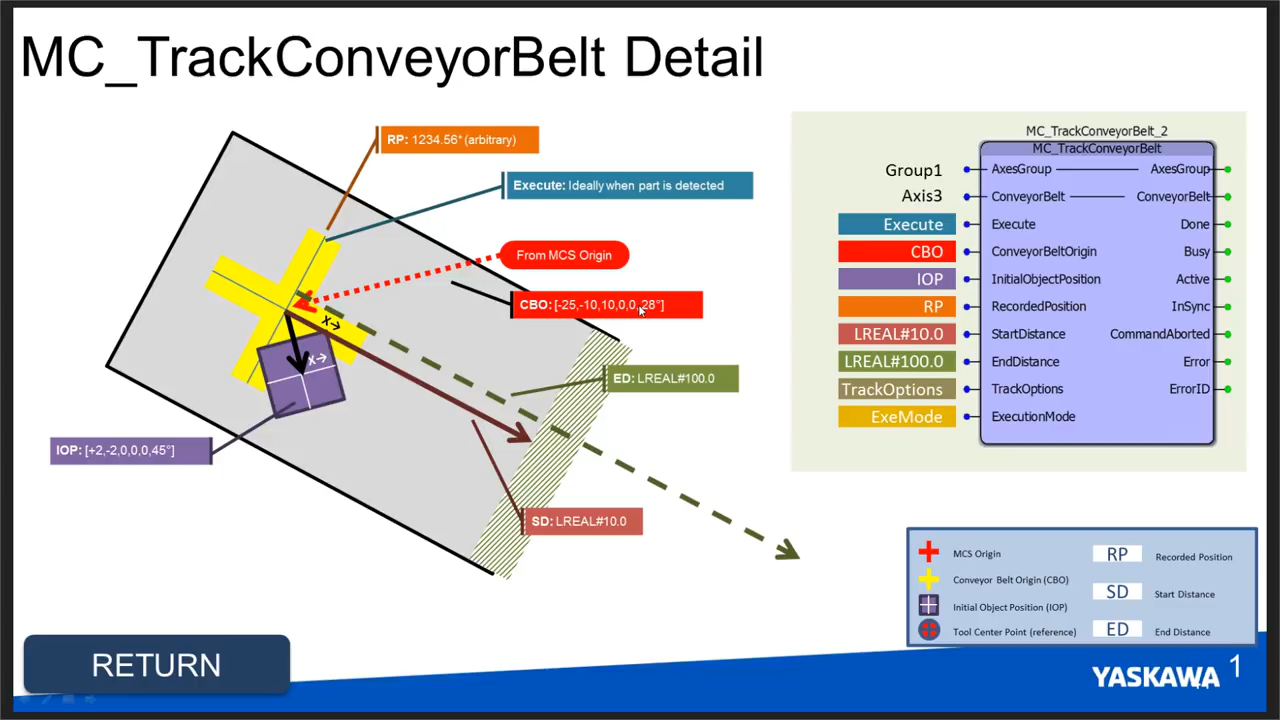 MC_TrackConveyorBelt Detail
RP: 1234.56° (arbitrary)
Execute: Ideally when part is detected
From MCS Origin
CBO: [-25,-10,10,0,0,28°]
X→
X→
ED: LREAL#100.0
IOP: [+2,-2,0,0,0,45°]
SD: LREAL#10.0
MC_TrackConveyorBelt_2
MC_TrackConveyorBelt
Group1 AxesGroup AxesGroup
Axis3 ConveyorBelt ConveyorBelt
Execute Execute Done
CBO ConveyorBeltOrigin Busy
IOP InitialObjectPosition Active
RP RecordedPosition InSync
LREAL#10.0 StartDistance CommandAborted
LREAL#100.0 EndDistance Error
TrackOptions TrackOptions ErrorID
ExeMode ExecutionMode
MCS Origin RP Recorded Position
Conveyor Belt Origin (CBO)
Initial Object Position (IOP) SD Start Distance
Tool Center Point (reference) ED End Distance
RETURN
YASKAWA 1